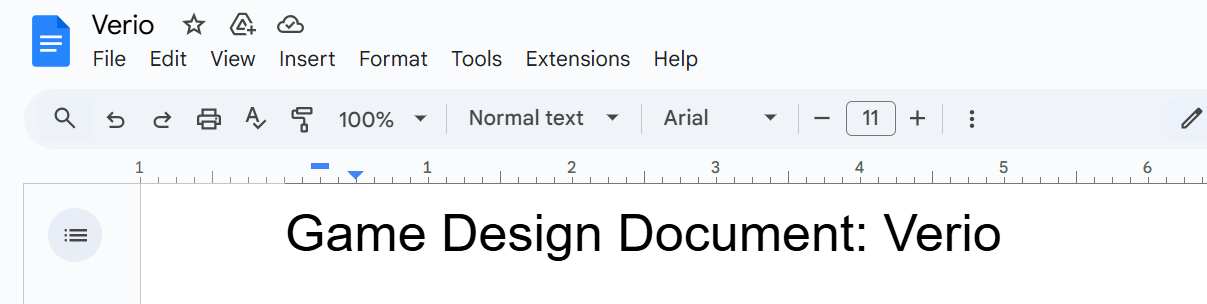 Verio
File Edit View Insert Format Tools Extensions Help
100% Normal text Arial 11
1 1 2 3 4 5 6
Game Design Document: Verio